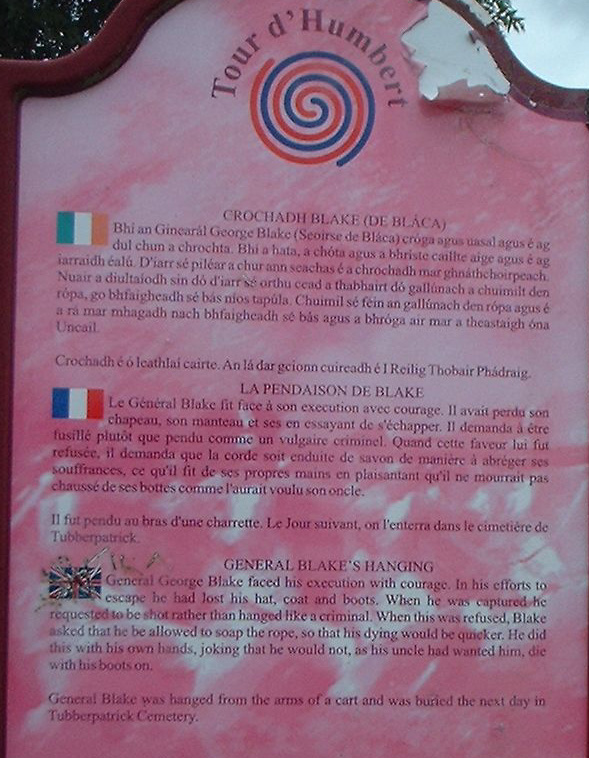 Tour d'Humbert
CROCHADH BLAKE (DE BLÁCA)
Bhí an Ginearál George Blake (Seoirse de Bláca) cróga agus uasal agus é ag
dul chun a chrochta. Bhí a hata, a chóta agus a bhriste caillte aige agus é ag
iarraidh éalú. D'iarr sé piléar a chur ann seachas é a chrochadh mar ghnáthchoirpeach.
Nuair a diultaíodh sin dó d'iarr sé orthu cead a thabhairt dó gallúnach a chuimilt den
rópa, go bhfaigheadh sé bás níos tapúla. Chuimil sé féin an gallúnach den rópa agus é
a rá mar mhagadh nach bhfaigheadh sé bás agus a bhróga air mar a theastaigh óna
Uncail.
Crochadh é ó leathlaí cairte. An lá dar gcionn cuireadh é I Reilig Thobair Phádraig.
LA PENDAISON DE BLAKE
Le Général Blake fit face à son execution avec courage. Il avait perdu son
chapeau, son manteau et ses en essayant de s'échapper. Il demanda à être
fusillé plutôt que pendu comme un vulgaire criminel. Quand cette faveur lui fut
refusée, il demanda que la corde soit enduite de savon de manière à abréger ses
souffrances, ce qu'il fit de ses propres mains en plaisantant qu'il ne mourrait pas
chaussé de ses bottes comme l'aurait voulu son oncle.
Il fut pendu au bras d'une charrette. Le Jour suivant, on l'enterra dans le cimetière de
Tubberpatrick.
GENERAL BLAKE'S HANGING
General George Blake faced his execution with courage. In his efforts to
escape he had lost his hat, coat and boots. When he was captured he
requested to be shot rather than hanged like a criminal. When this was refused, Blake
asked that he be allowed to soap the rope, so that his dying would be quicker. He did
this with his own hands, joking that he would not, as his uncle had wanted him, die
with his boots on.
General Blake was hanged from the arms of a cart and was buried the next day in
Tubberpatrick Cemetery.